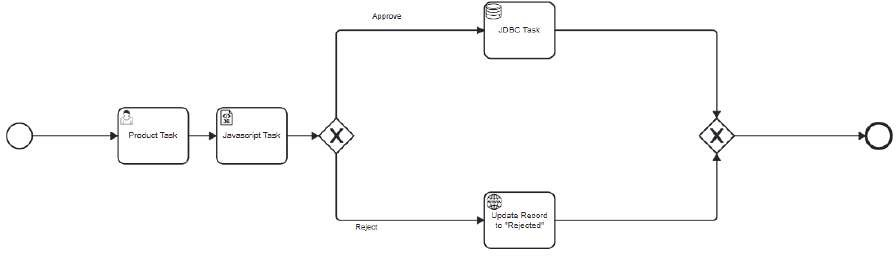 Approve
JDBC Task
Product Task
Javascript Task
Reject
Update Record
to "Rejected"